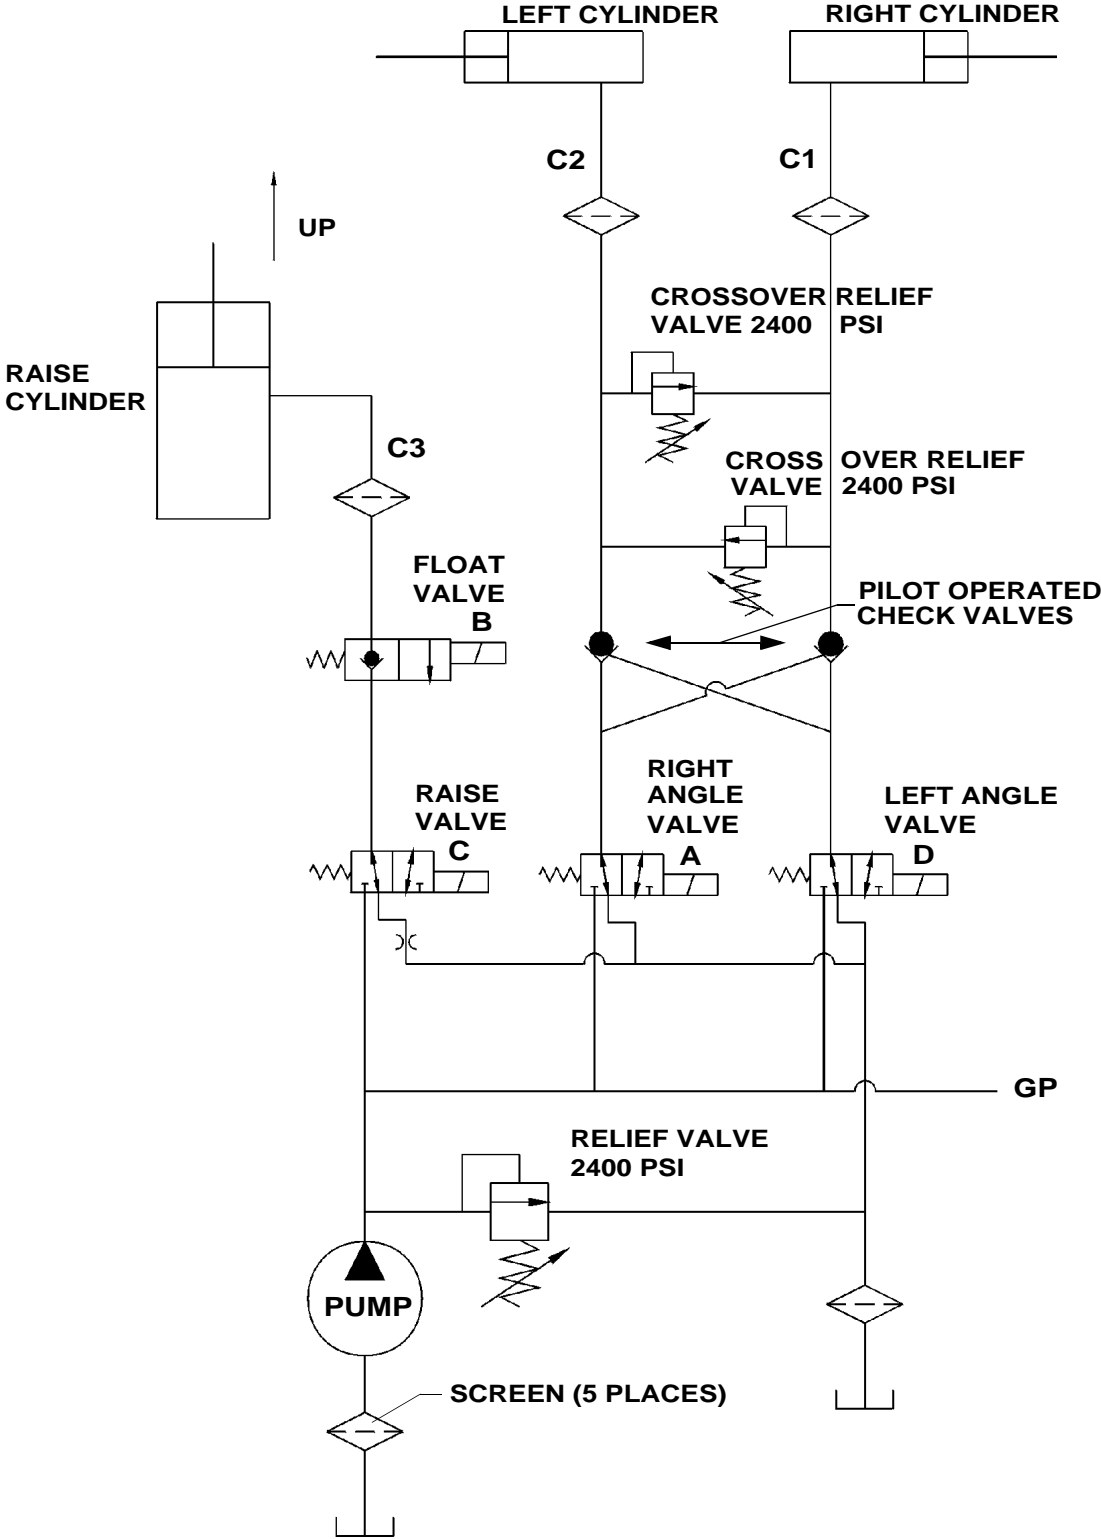 LEFT CYLINDER
RIGHT CYLINDER
C2
C1
UP
CROSSOVER RELIEF
VALVE 2400 PSI
RAISE
CYLINDER
C3
CROSS OVER RELIEF
VALVE 2400 PSI
FLOAT
VALVE
B
PILOT OPERATED
CHECK VALVES
RAISE
VALVE
C
RIGHT
ANGLE
VALVE
A
LEFT ANGLE
VALVE
D
GP
RELIEF VALVE
2400 PSI
PUMP
SCREEN (5 PLACES)